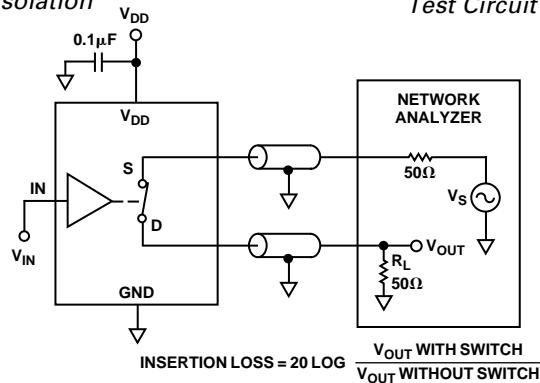 solation
Test Circuit
VDD
0.1µF
VDD
NETWORK
ANALYZER
S
50Ω
VS
IN
D
VIN
VOUT
RL
50Ω
GND
INSERTION LOSS = 20 LOG
VOUT WITH SWITCH
VOUT WITHOUT SWITCH